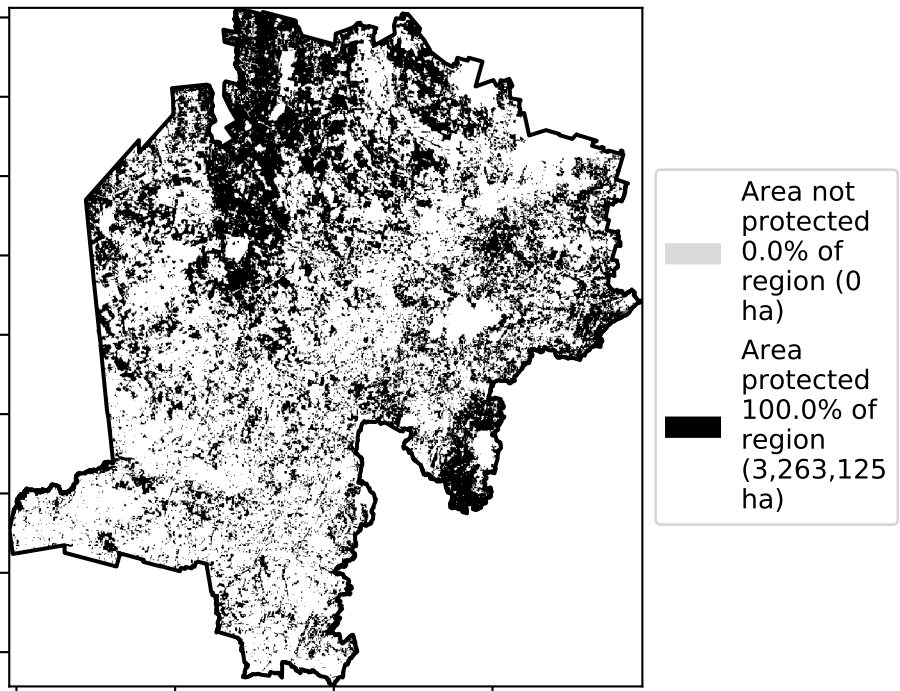 Area not
protected
0.0% of
region (0
ha)
Area
protected
100.0% of
region
(3,263,125
ha)